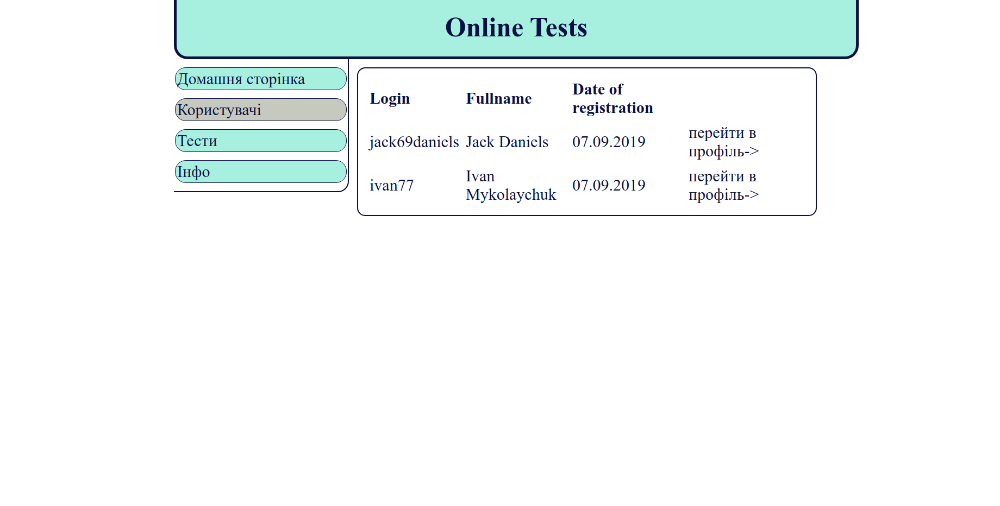 Online Tests
Домашня сторінка
Користувачі
Тести
Інфо
Login Fullname Date of registration
jack69daniels Jack Daniels 07.09.2019 перейти в профіль->
ivan77 Ivan Mykolaychuk 07.09.2019 перейти в профіль->